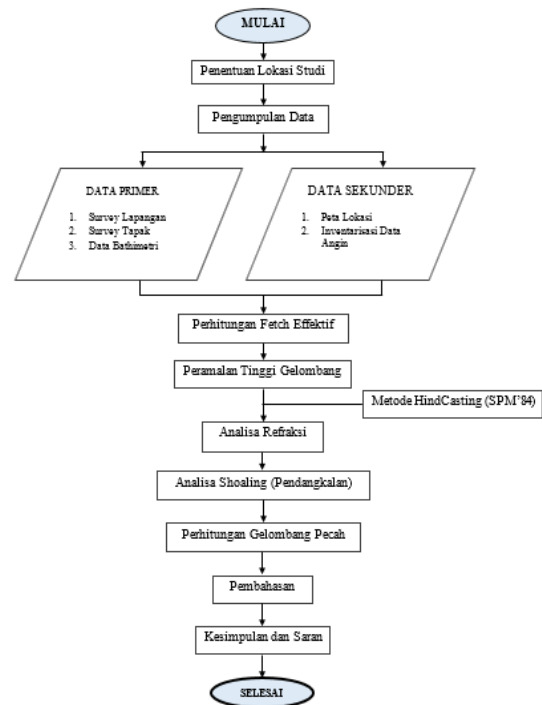 MULAI
Penentuan Lokasi Studi
Pengumpulan Data
DATA PRIMER
1. Survey Lapangan
2. Survey Tapak
3. Data Bathimetri
DATA SEKUNDER
1. Peta Lokasi
2. Inventarisasi Data
Angin
Perhitungan Fetch Effektif
Peramalan Tinggi Gelombang
Metode HindCasting (SPM'84)
Analisa Refraksi
Analisa Shoaling (Pendangkalan)
Perhitungan Gelombang Pecah
Pembahasan
Kesimpulan dan Saran
SELESAI